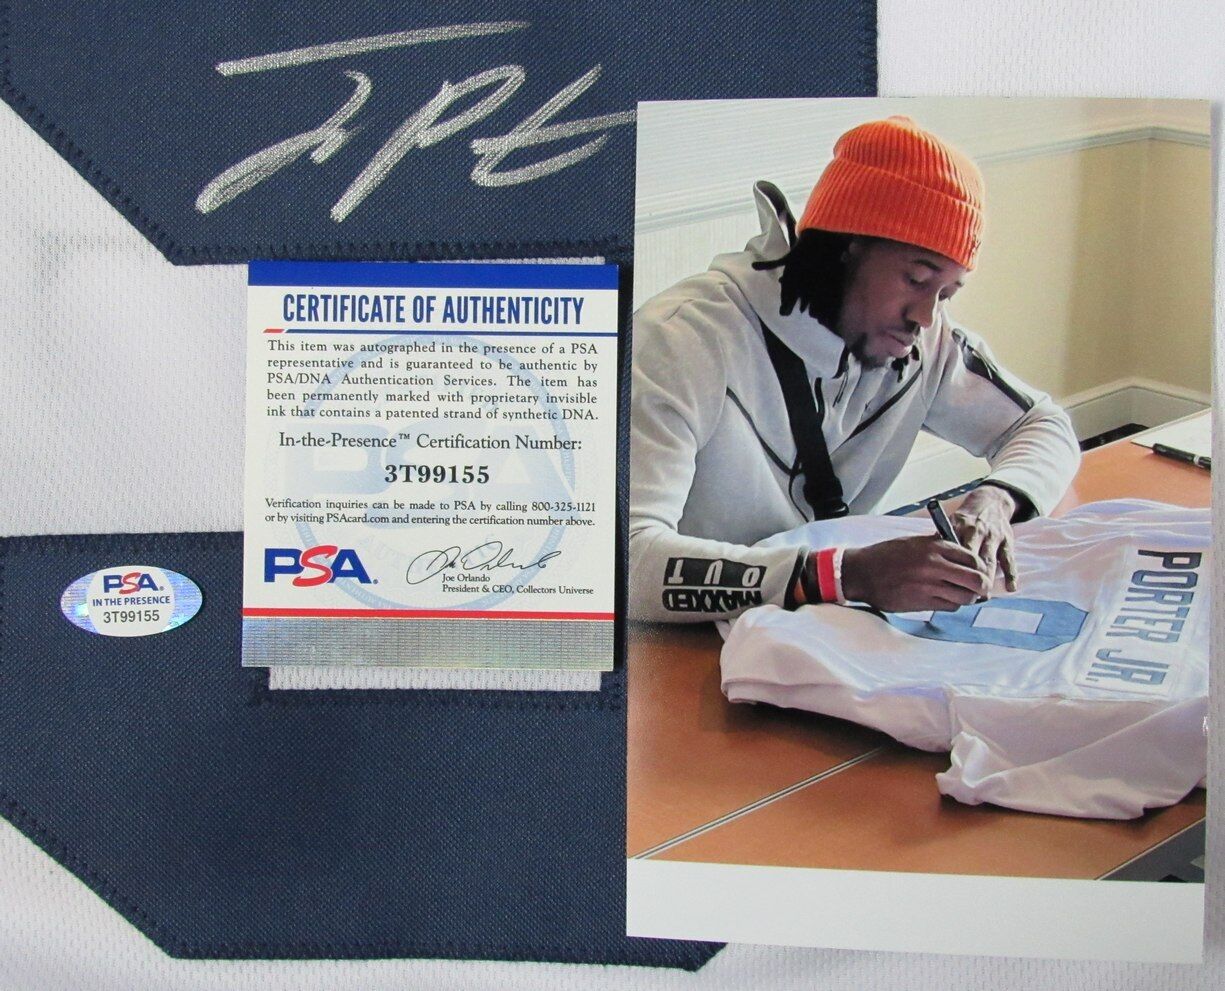 CERTIFICATE OF AUTHENTICITY
This item was autographed in the presence of a PSA
representative and is guaranteed to be authentic by
PSA/DNA Authentication Services. The item has
been permanently marked with proprietary invisible
ink that contains a patented strand of synthetic DNA.
In-the-Presence™ Certification Number:
3T99155
Verification inquiries can be made to PSA by calling 800-325-1121
or by visiting PSAcard.com and entering the certification number above.
PSA.
Joe Orlando
President & CEO, Collectors Universe
PSA.
IN THE PRESENCE
3T99155
MAXXED
OUT
9
PORTER JR.